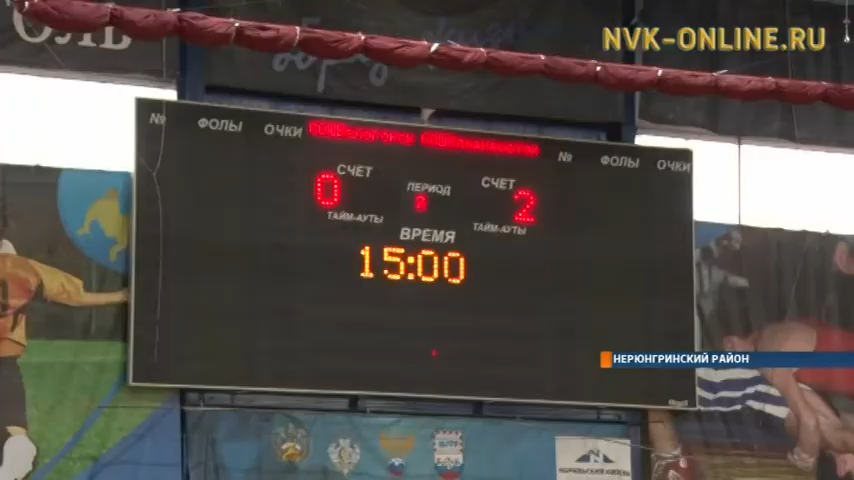 ОЛЬ
NVK-ONLINE.RU
№ ФОЛЫ ОЧКИ № ФОЛЫ ОЧКИ
СЧЕТ СЧЕТ
0 ПЕРИОД 2
ТАЙМ-АУТЫ ТАЙМ-АУТЫ
ВРЕМЯ
15:00
НЕРЮНГРИНСКИЙ РАЙОН